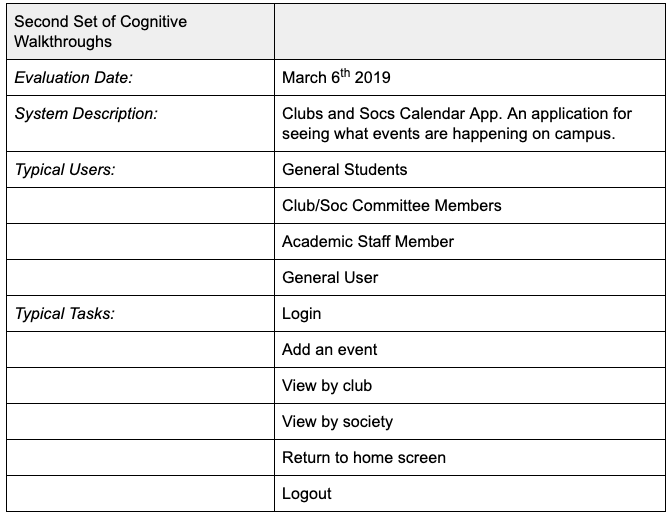 Second Set of Cognitive
Walkthroughs
Evaluation Date:
March 6th 2019
System Description:
Clubs and Socs Calendar App. An application for
seeing what events are happening on campus.
Typical Users:
General Students
Club/Soc Committee Members
Academic Staff Member
General User
Typical Tasks:
Login
Add an event
View by club
View by society
Return to home screen
Logout